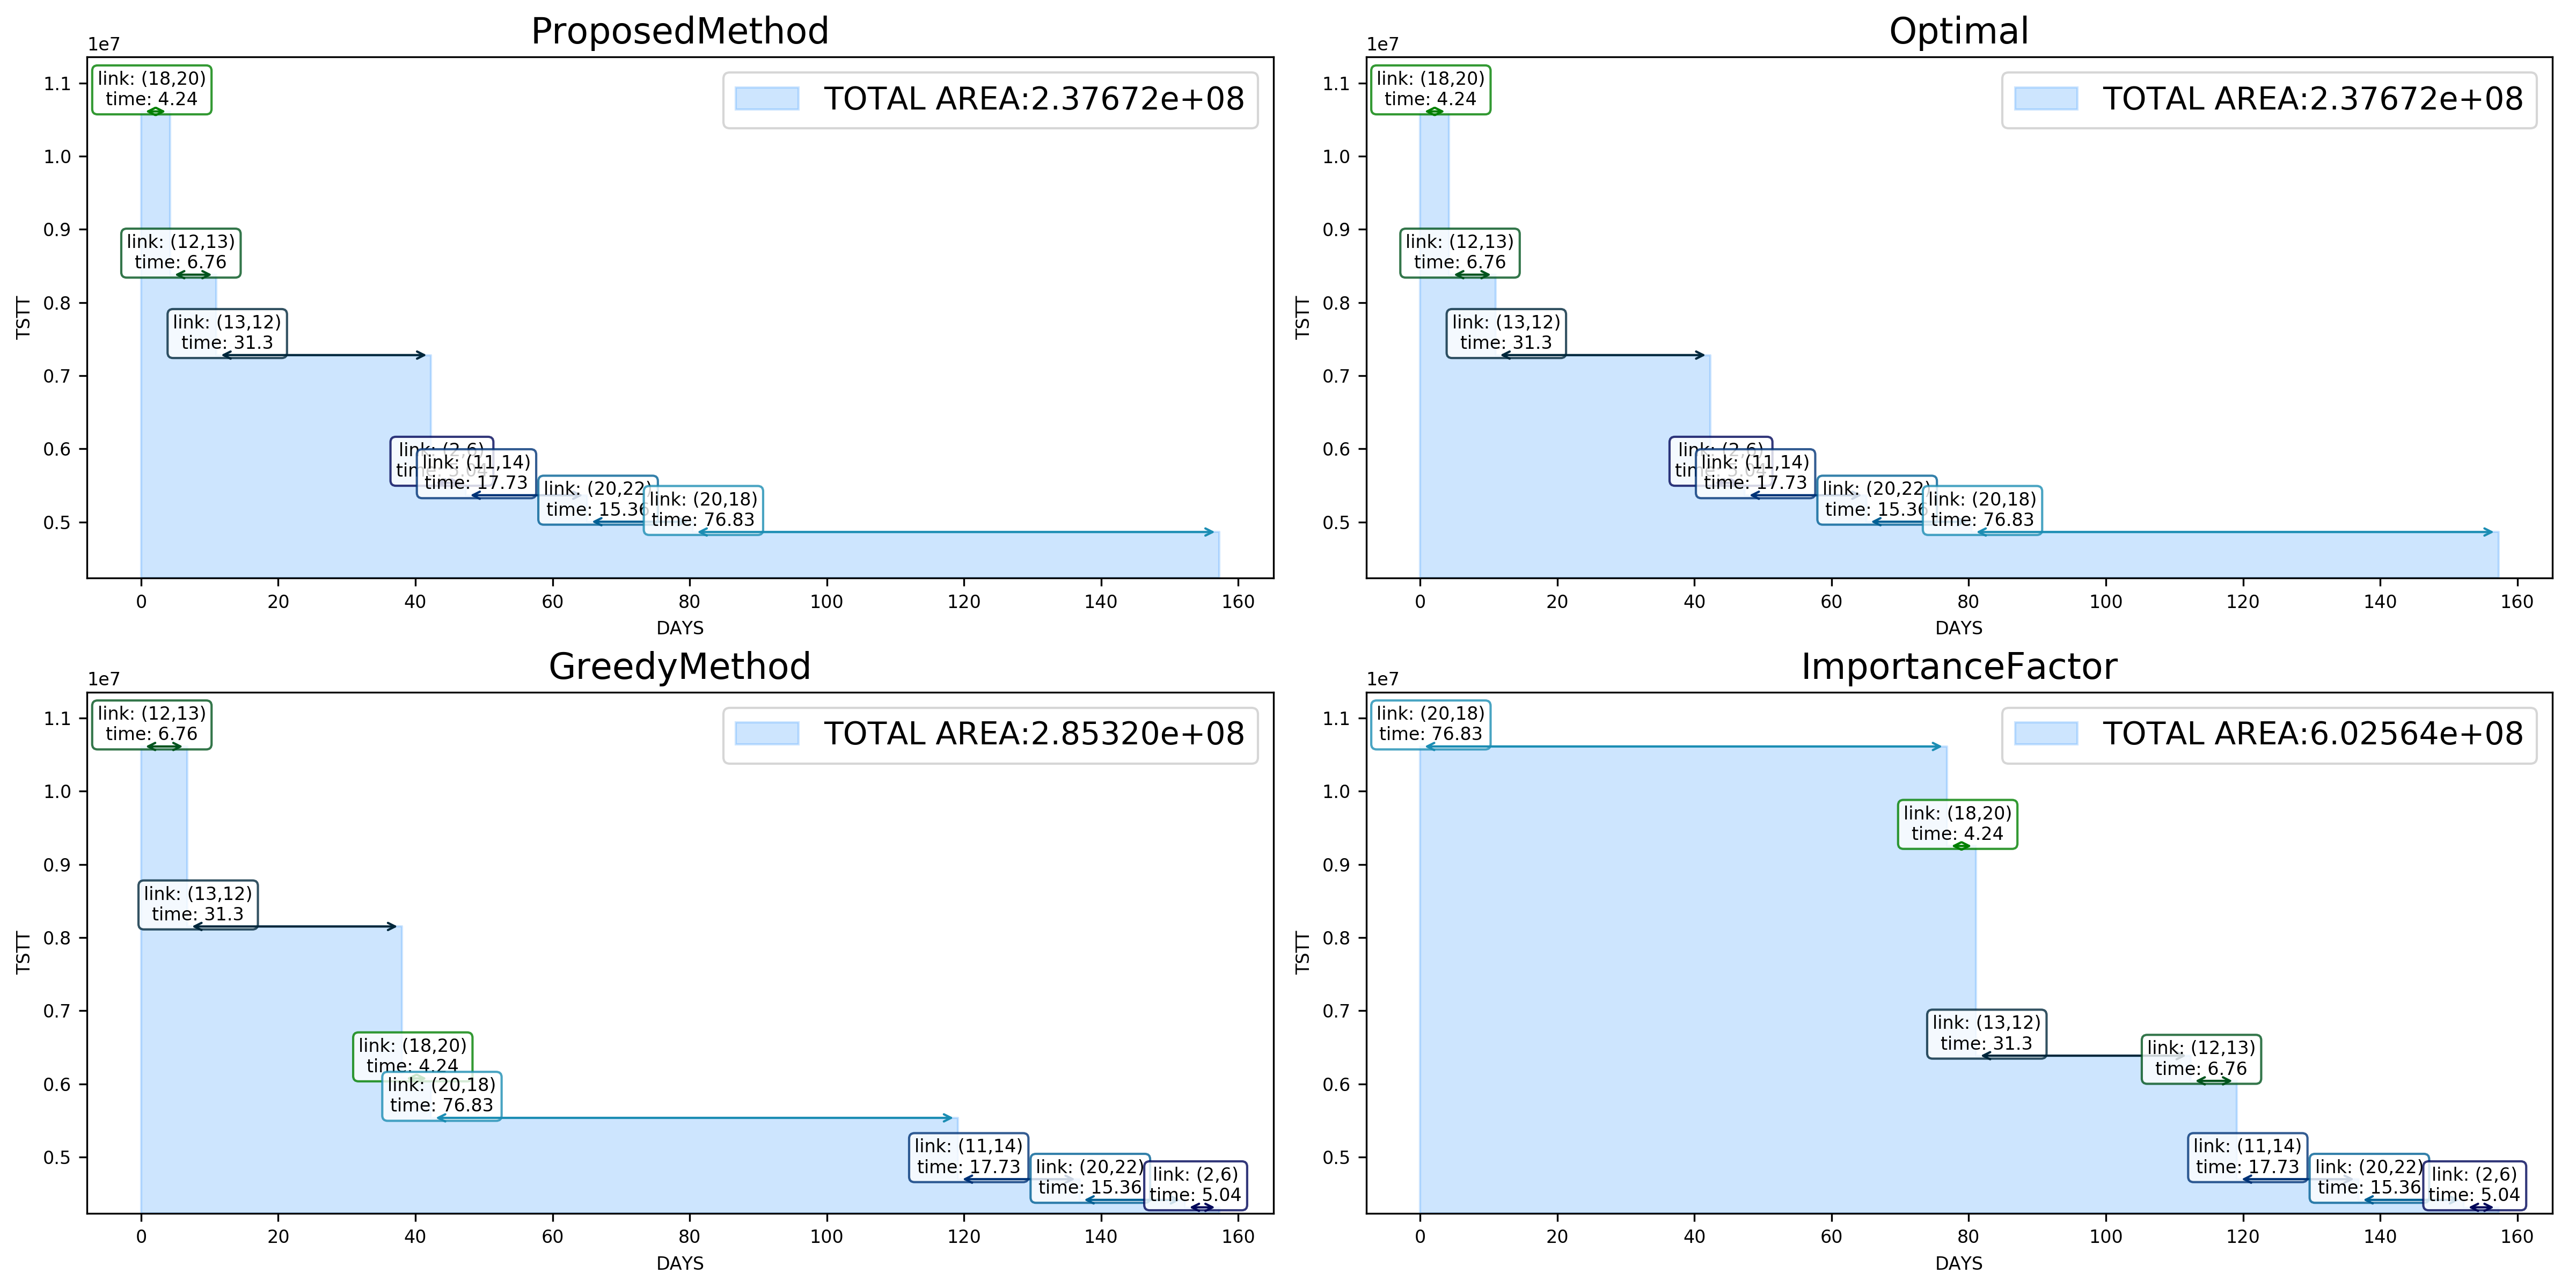 ProposedMethod
1e7
TOTAL AREA:2.37672e+08
link: (18,20)
time: 4.24
link: (12,13)
time: 6.76
link: (13,12)
time: 31.3
link: (2,6)
link: (11,14)
time: 17.73
link: (20,22)
time: 15.36
link: (20,18)
time: 76.83
TSTT
1.1
1.0
0.9
0.8
0.7
0.6
0.5
0 20 40 60 80 100 120 140 160
DAYS
Optimal
1e7
TOTAL AREA:2.37672e+08
link: (18,20)
time: 4.24
link: (12,13)
time: 6.76
link: (13,12)
time: 31.3
link: (2,6)
link: (11,14)
time: 17.73
link: (20,22)
time: 15.36
link: (20,18)
time: 76.83
TSTT
1.1
1.0
0.9
0.8
0.7
0.6
0.5
0 20 40 60 80 100 120 140 160
DAYS
GreedyMethod
1e7
TOTAL AREA:2.85320e+08
link: (12,13)
time: 6.76
link: (13,12)
time: 31.3
link: (18,20)
time: 4.24
link: (20,18)
time: 76.83
link: (11,14)
time: 17.73
link: (20,22)
time: 15.36
link: (2,6)
time: 5.04
TSTT
1.1
1.0
0.9
0.8
0.7
0.6
0.5
0 20 40 60 80 100 120 140 160
DAYS
ImportanceFactor
1e7
TOTAL AREA:6.02564e+08
link: (20,18)
time: 76.83
link: (18,20)
time: 4.24
link: (13,12)
time: 31.3
link: (12,13)
time: 6.76
link: (11,14)
time: 17.73
link: (20,22)
time: 15.36
link: (2,6)
time: 5.04
TSTT
1.1
1.0
0.9
0.8
0.7
0.6
0.5
0 20 40 60 80 100 120 140 160
DAYS